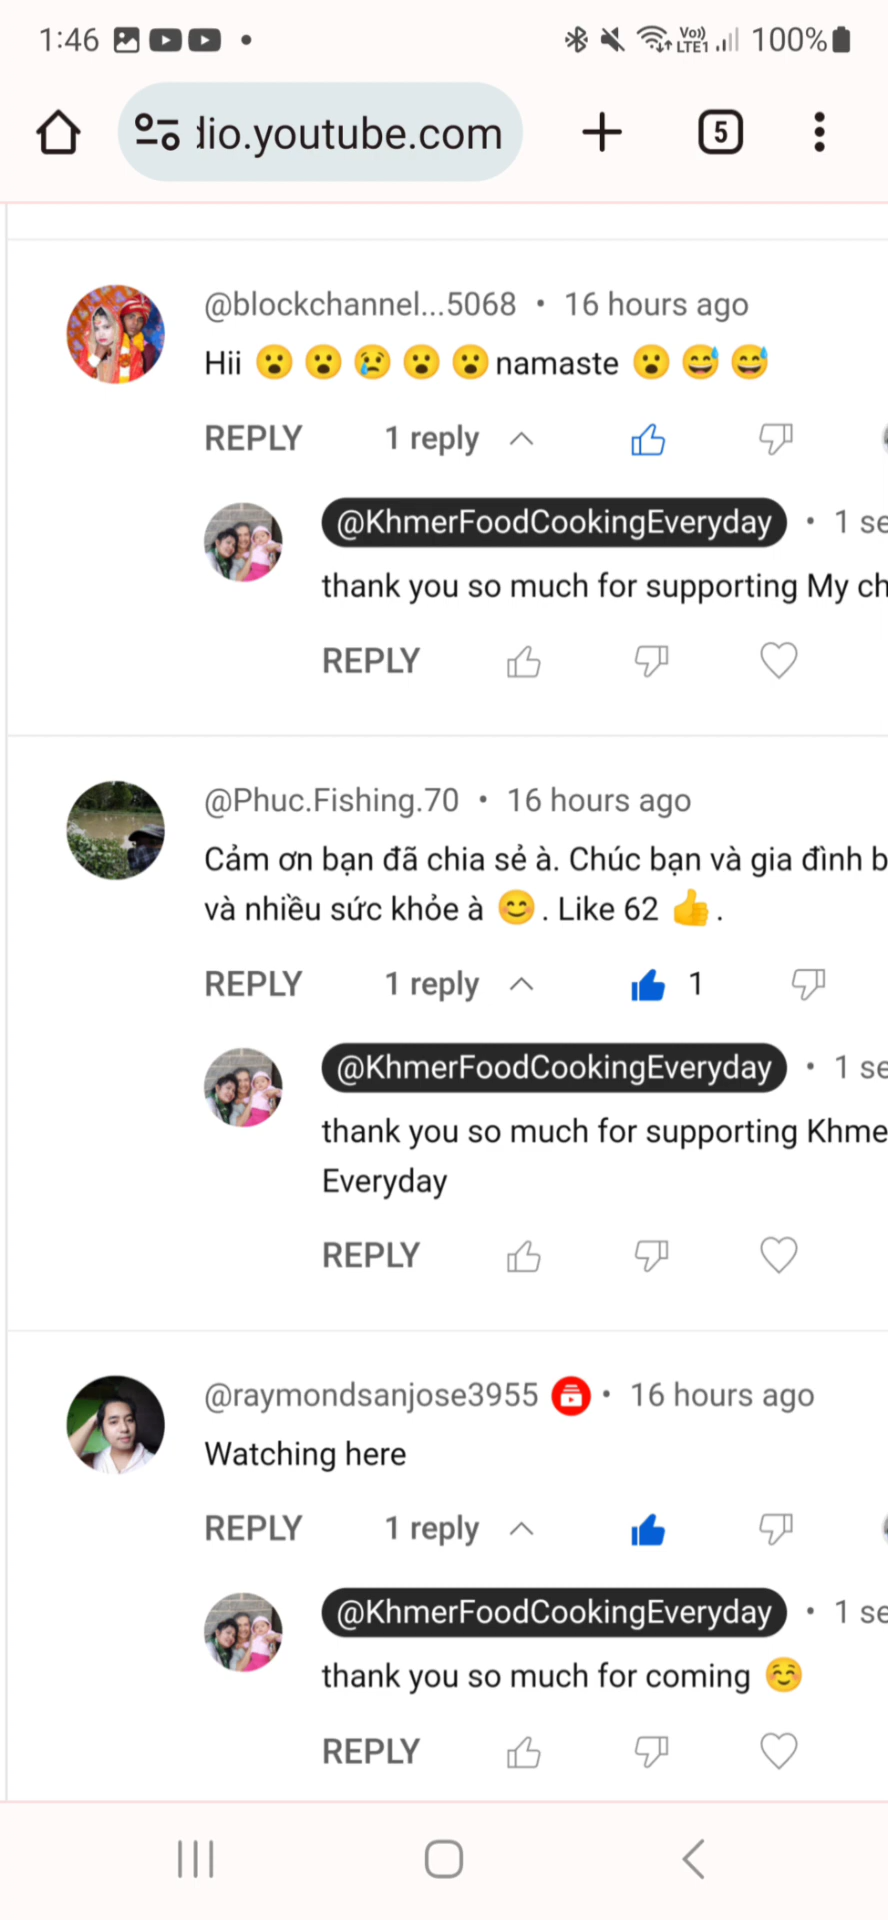 1:46
Vo)) LTE1 100%
dio.youtube.com
5
@blockchannel...5068 • 16 hours ago
Hii 😮 😮 😢 😮 😮 namaste 😮 😅 😅
REPLY 1 reply
@KhmerFoodCookingEveryday • 1 se
thank you so much for supporting My ch
REPLY
@Phuc.Fishing.70 • 16 hours ago
Cảm ơn bạn đã chia sẻ à. Chúc bạn và gia đình b
và nhiều sức khỏe à 😊 . Like 62 👍 .
REPLY 1 reply 1
@KhmerFoodCookingEveryday • 1 se
thank you so much for supporting Khme
Everyday
REPLY
@raymondsanjose3955 • 16 hours ago
Watching here
REPLY 1 reply
@KhmerFoodCookingEveryday • 1 se
thank you so much for coming ☺️
REPLY